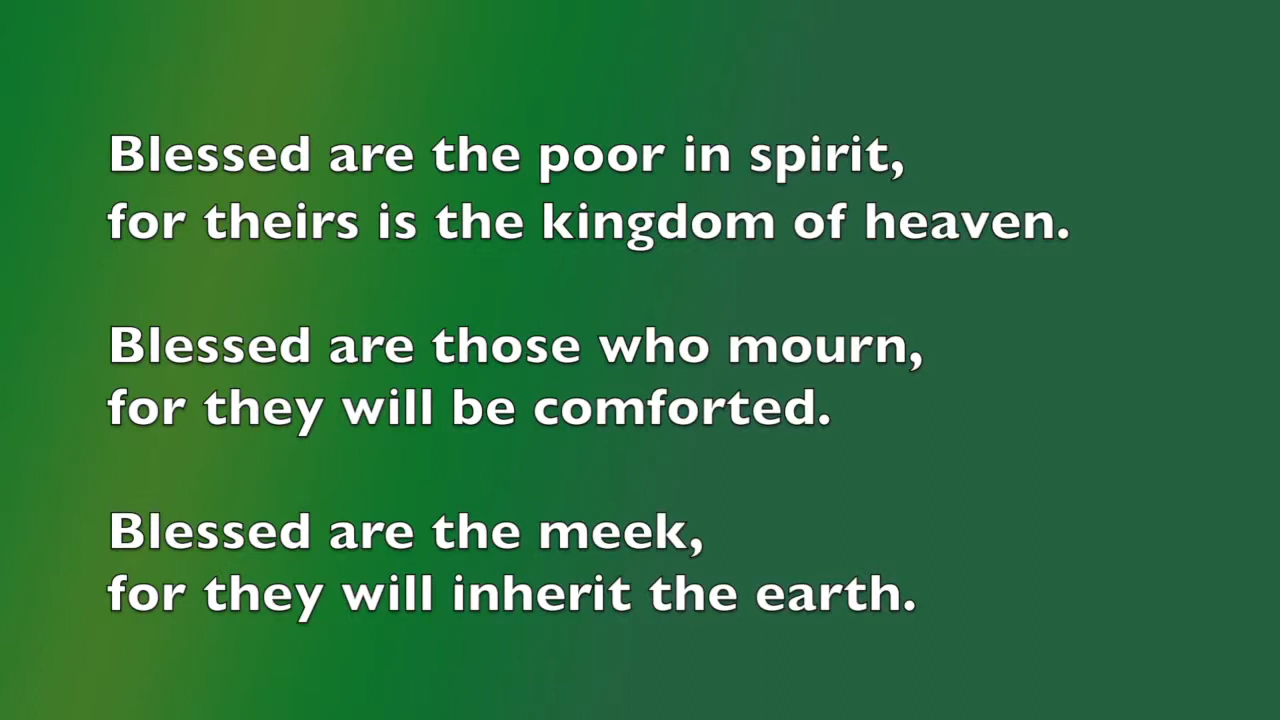 Blessed are the poor in spirit,
for theirs is the kingdom of heaven.
Blessed are those who mourn,
for they will be comforted.
Blessed are the meek,
for they will inherit the earth.